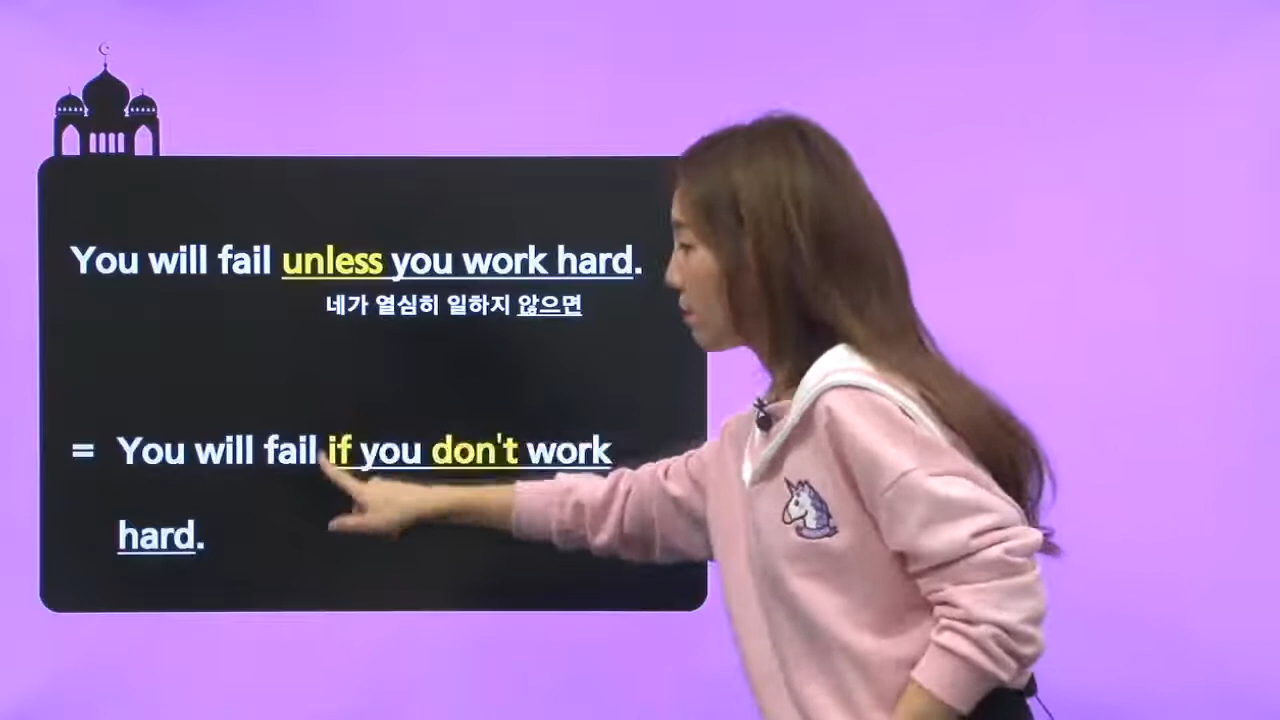 You will fail unless you work hard.
네가 열심히 일하지 않으면
= You will fail if you don't work
hard.